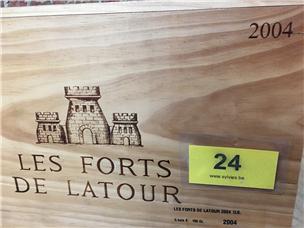 2004
LES FORTS
DE LATOUR
24
www.sylvies.be
LES FORTS DE LATOUR 2004
2004